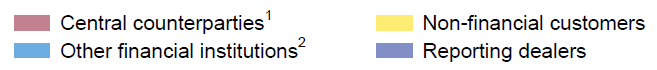 Central counterparties¹ Non-financial customers
Other financial institutions² Reporting dealers